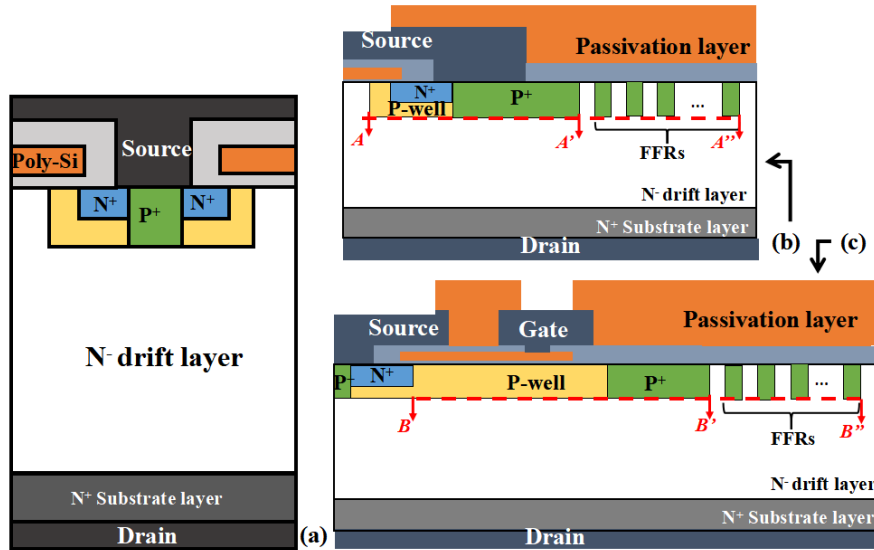 Source
Poly-Si
N⁺
P⁺
N⁺
N⁻ drift layer
N⁺ Substrate layer
Drain
(a)
Source
Passivation layer
N⁺
P-well
P⁺
...
A
A'
A''
FFRs
N⁻ drift layer
N⁺ Substrate layer
Drain
(b)
(c)
Source
Gate
Passivation layer
P⁺
N⁺
P-well
P⁺
...
B
B'
B''
FFRs
N⁻ drift layer
N⁺ Substrate layer
Drain